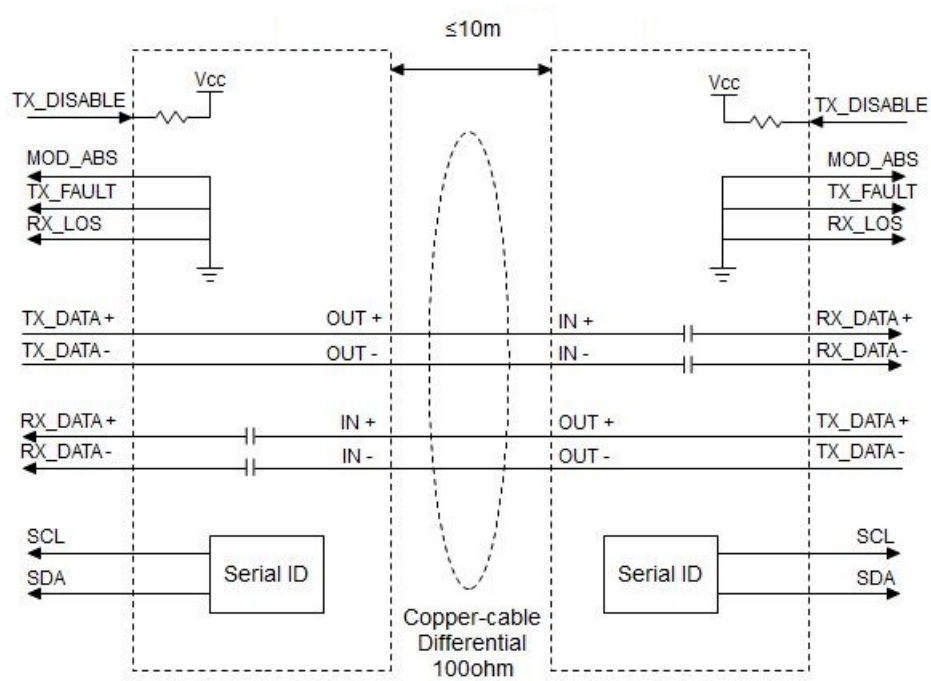 ≤10m
Vcc
Vcc
TX_DISABLE
TX_DISABLE
MOD_ABS
MOD_ABS
TX_FAULT
TX_FAULT
RX_LOS
RX_LOS
TX_DATA+ OUT + IN + RX_DATA+
TX_DATA- OUT - IN - RX_DATA-
RX_DATA+ IN + OUT + TX_DATA+
RX_DATA- IN - OUT - TX_DATA-
SCL
SCL
Serial ID
Serial ID
SDA
SDA
Copper-cable
Differential
100ohm